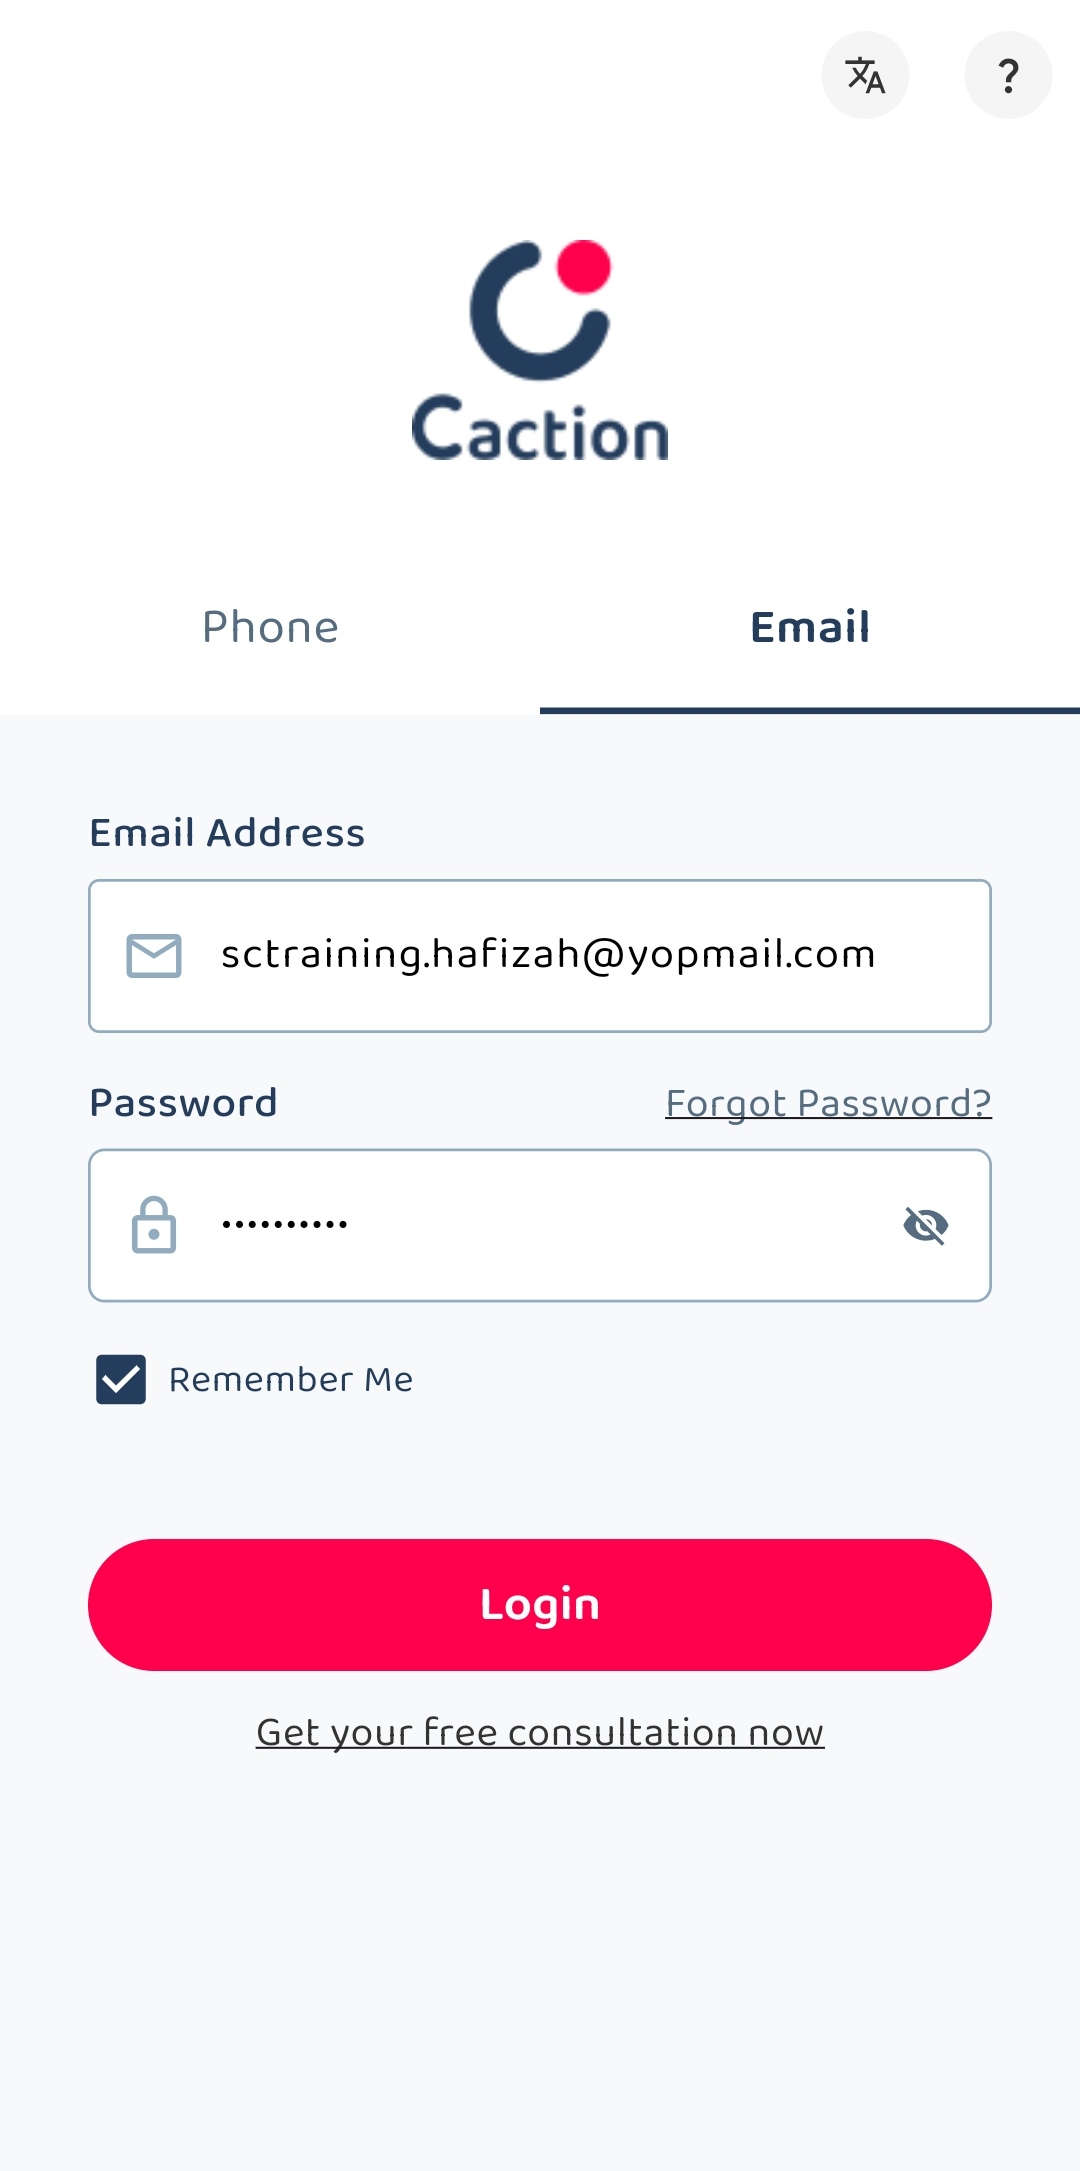 ?
Caction
Phone
Email
Email Address
sctraining.hafizah@yopmail.com
Password
Forgot Password?
••••••••••
Remember Me
Login
Get your free consultation now